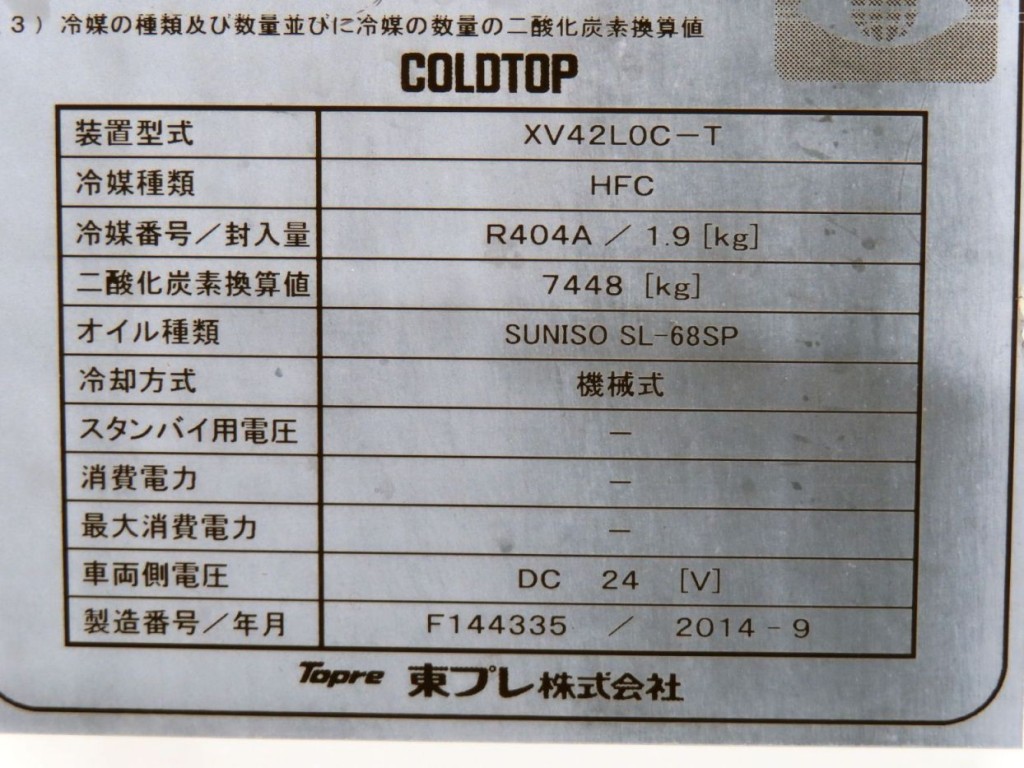 3）冷媒の種類及び数量並びに冷媒の数量の二酸化炭素換算値
COLDTOP
装置型式 XV42L0C－T
冷媒種類 HFC
冷媒番号／封入量 R404A ／ 1.9 [kg]
二酸化炭素換算値 7448 [kg]
オイル種類 SUNISO SL-68SP
冷却方式 機械式
スタンバイ用電圧 －
消費電力 －
最大消費電力 －
車両側電圧 DC 24 [V]
製造番号／年月 F144335 ／ 2014-9
Topre 東プレ株式会社